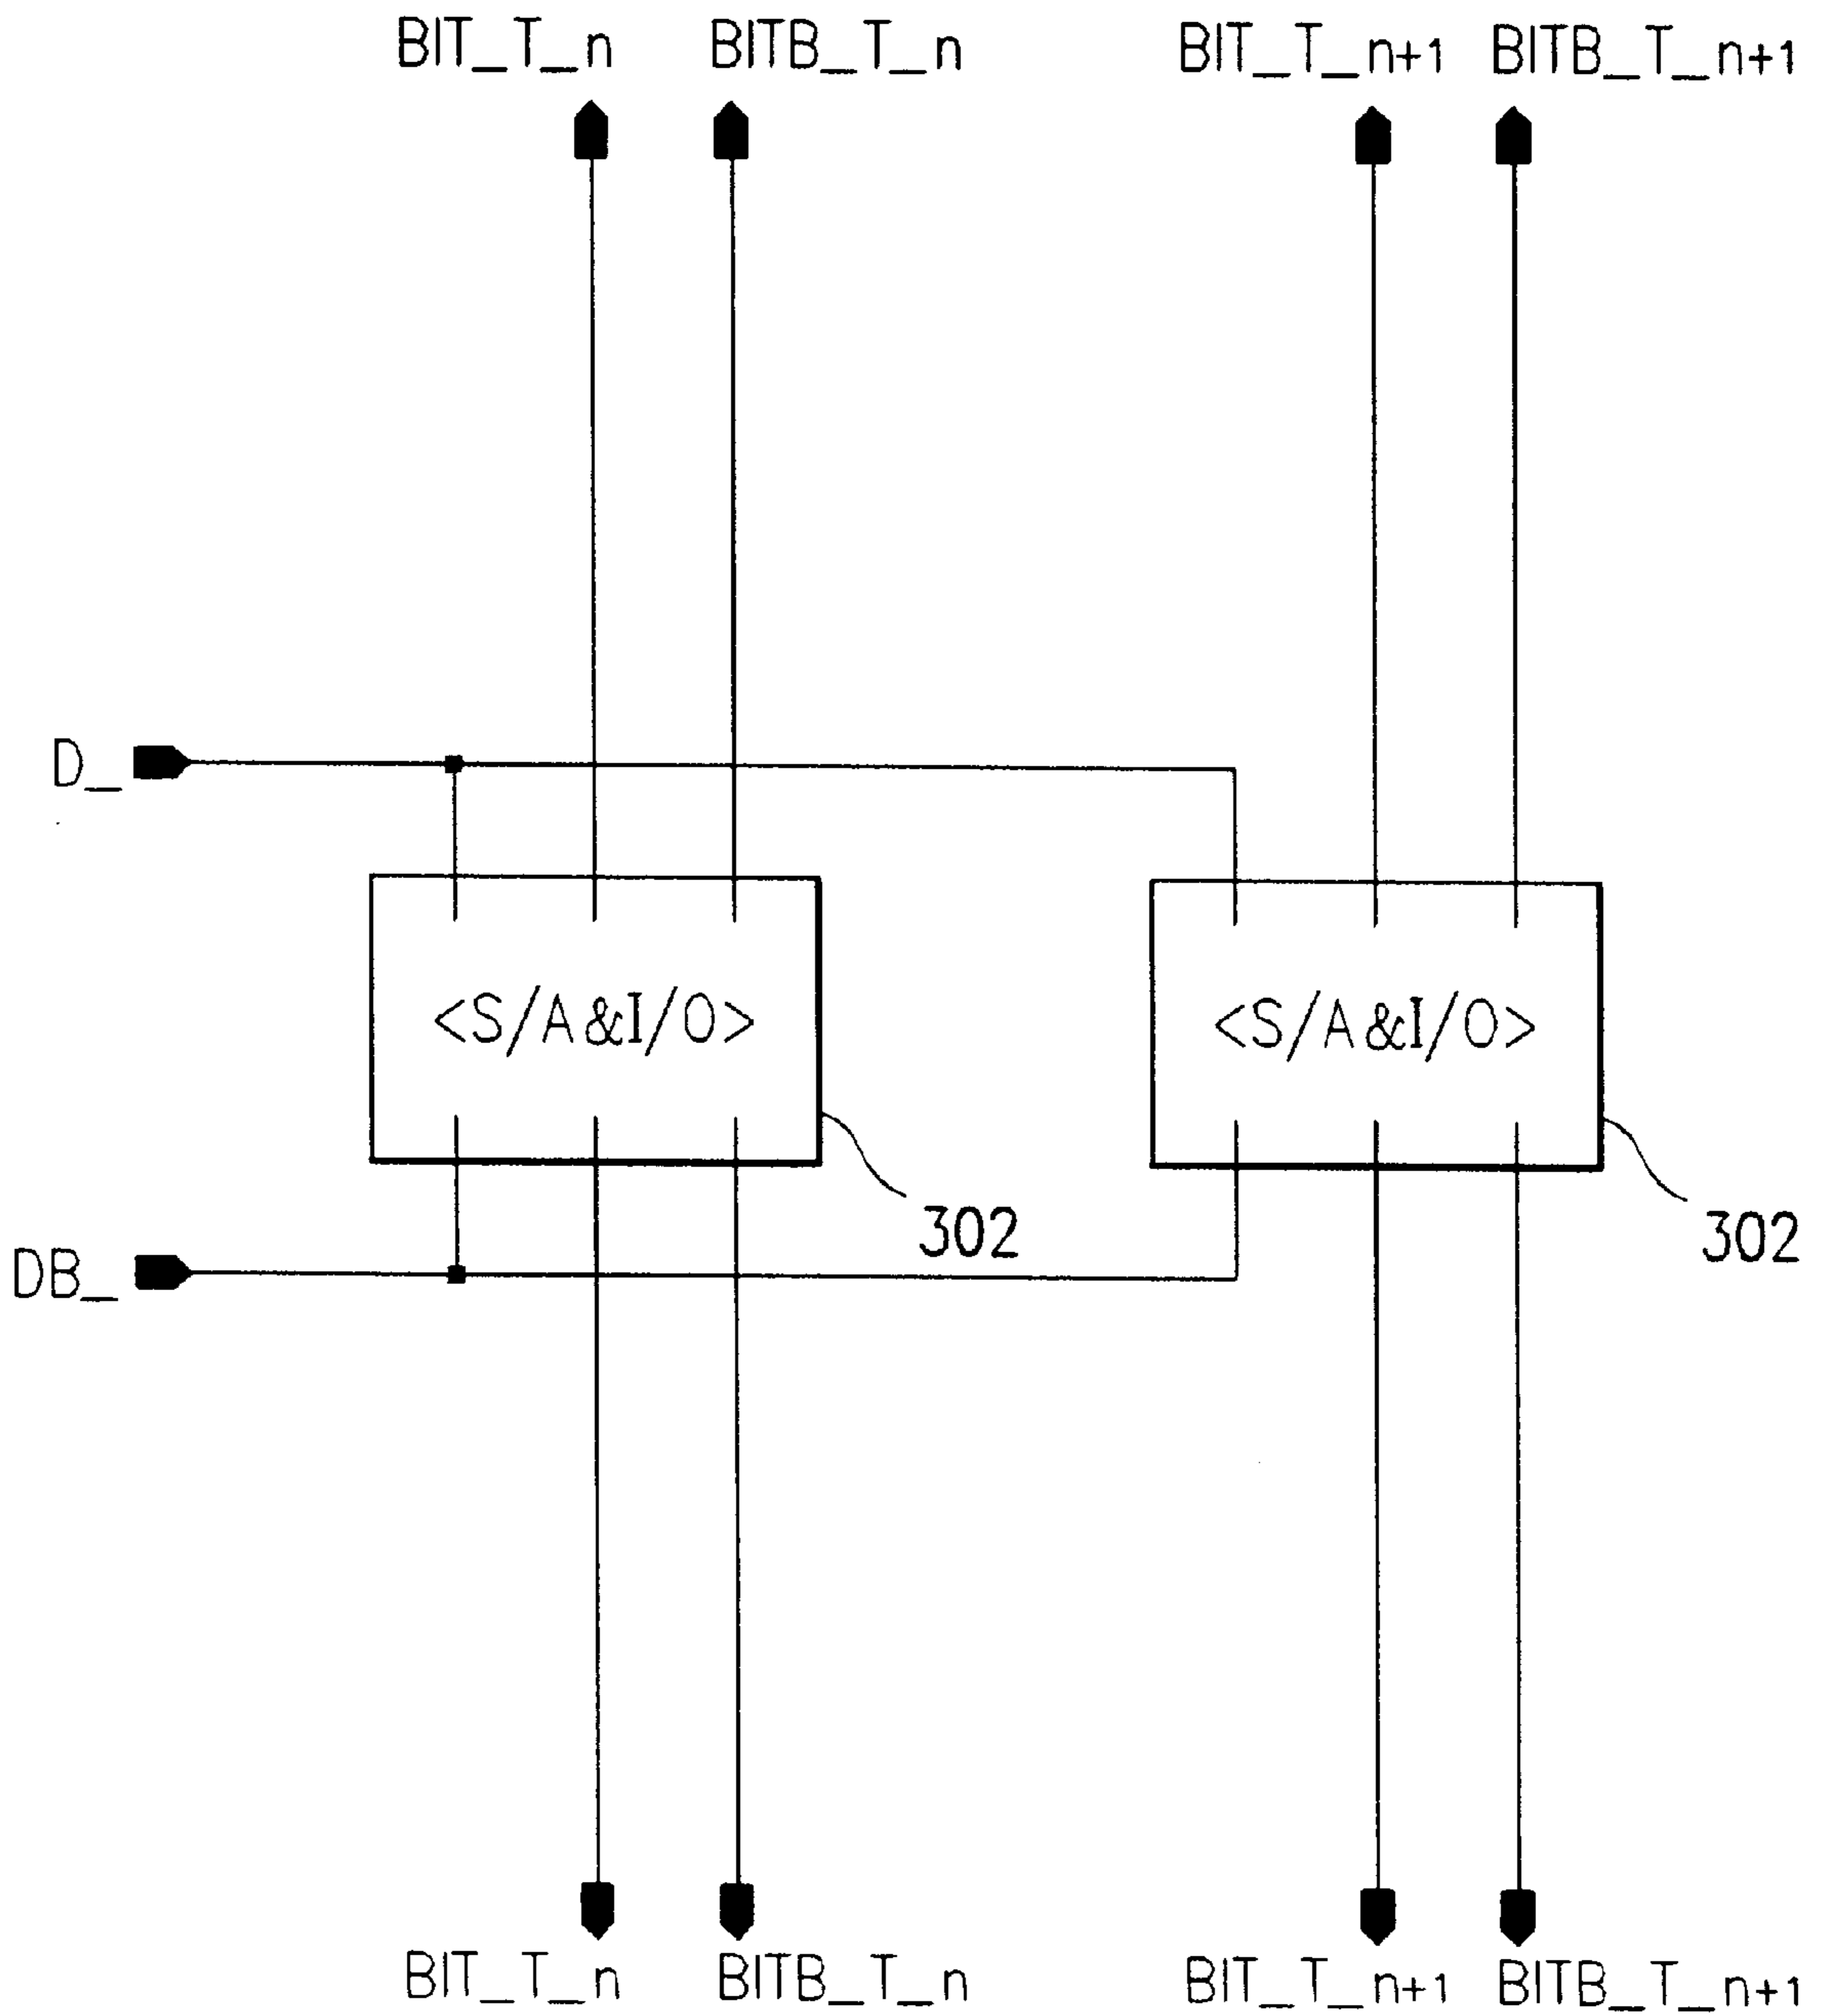 BIT_T_n BITB_T_n BIT_T_n+1 BITB_T_n+1
D_
<S/A&I/O> <S/A&I/O>
302 302
DB_
BIT_T_n BITB_T_n BIT_T_n+1 BITB_T_n+1